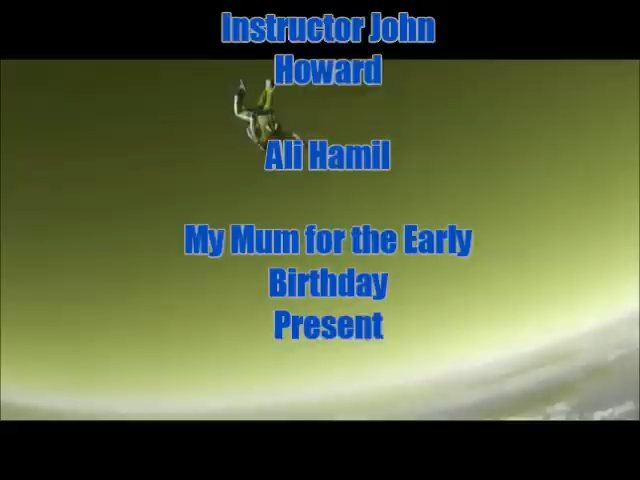 Instructor John
Howard
Ali Hamil
My Mum for the Early
Birthday
Present